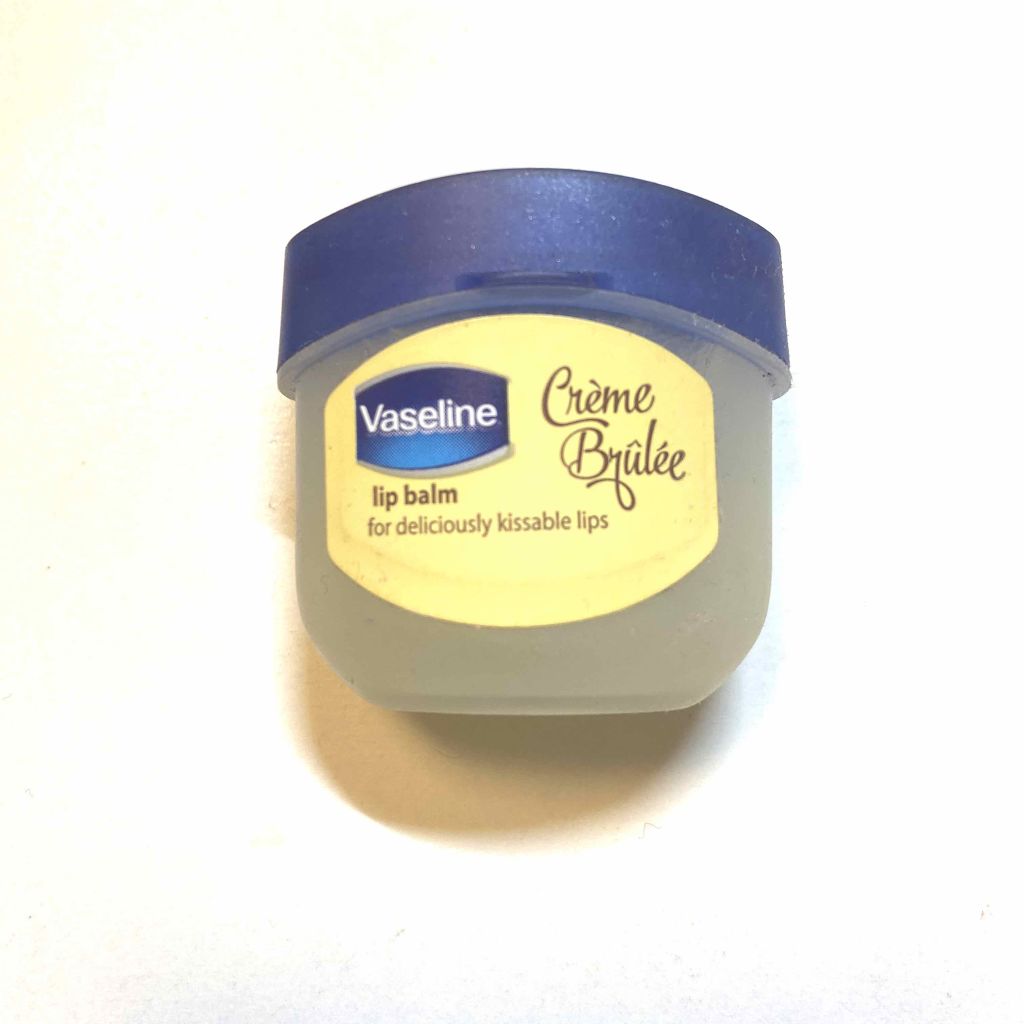 Vaseline
lip balm
for deliciously kissable lips
Crème
Brûlée